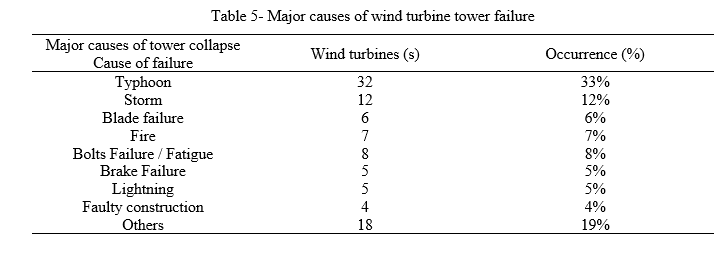 Table 5- Major causes of wind turbine tower failure
Major causes of tower collapse
Cause of failure Wind turbines (s) Occurrence (%)
Typhoon 32 33%
Storm 12 12%
Blade failure 6 6%
Fire 7 7%
Bolts Failure / Fatigue 8 8%
Brake Failure 5 5%
Lightning 5 5%
Faulty construction 4 4%
Others 18 19%